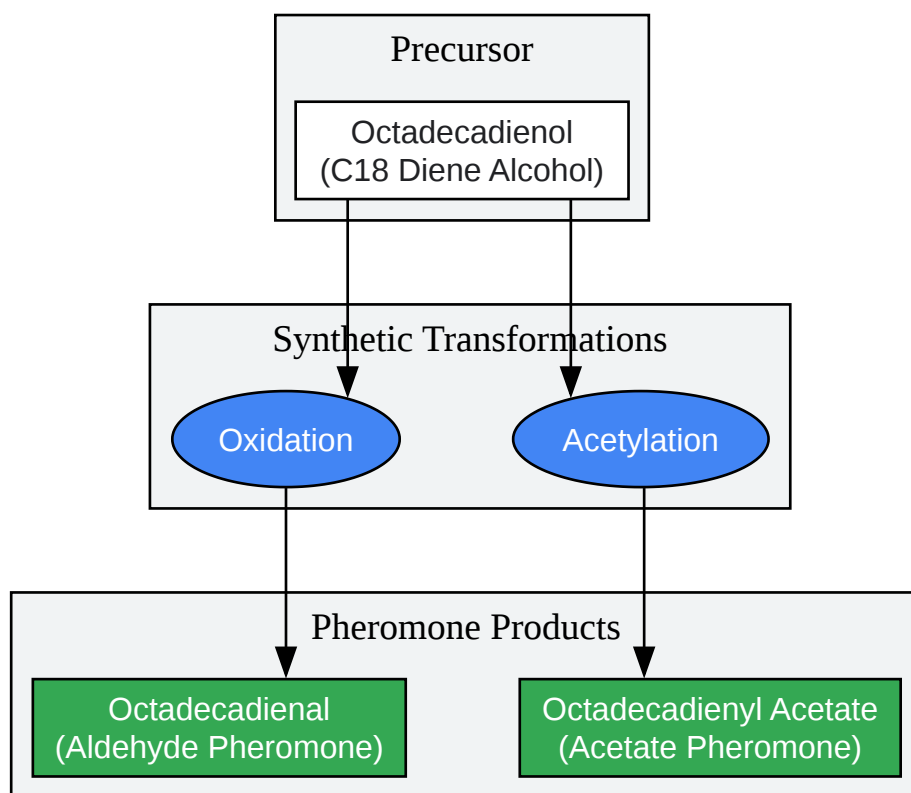 Precursor
Octadecadienol
(C18 Diene Alcohol)
Synthetic Transformations
Oxidation
Acetylation
Pheromone Products
Octadecadienal
(Aldehyde Pheromone)
Octadecadienyl Acetate
(Acetate Pheromone)